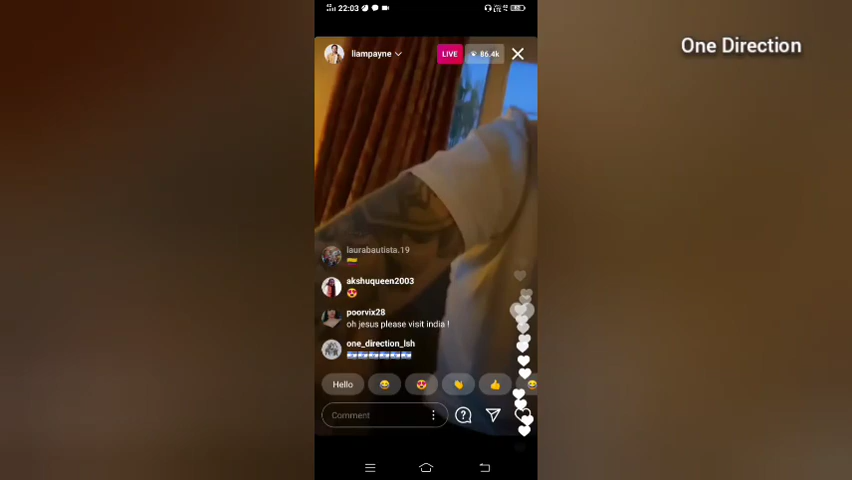 22:03
One Direction
liampayne
LIVE
86.4k
laurabautista.19
akshuqueen2003
poorvix28
oh jesus please visit india !
one_direction_lsh
Hello
Comment